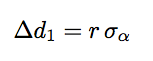 Δd₁ = r σ_α